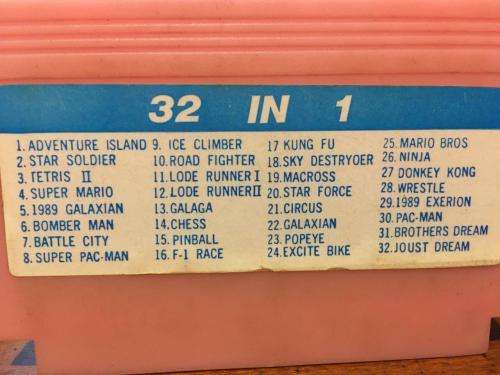 32 IN 1
1. ADVENTURE ISLAND
2. STAR SOLDIER
3. TETRIS II
4. SUPER MARIO
5. 1989 GALAXIAN
6. BOMBER MAN
7. BATTLE CITY
8. SUPER PAC-MAN
9. ICE CLIMBER
10. ROAD FIGHTER
11. LODE RUNNER I
12. LODE RUNNER II
13. GALAGA
14. CHESS
15. PINBALL
16. F-1 RACE
17 KUNG FU
18. SKY DESTRYOER
19. MACROSS
20. STAR FORCE
21. CIRCUS
22. GALAXIAN
23. POPEYE
24. EXCITE BIKE
25. MARIO BROS
26. NINJA
27 DONKEY KONG
28. WRESTLE
29. 1989 EXERION
30. PAC-MAN
31. BROTHERS DREAM
32. JOUST DREAM